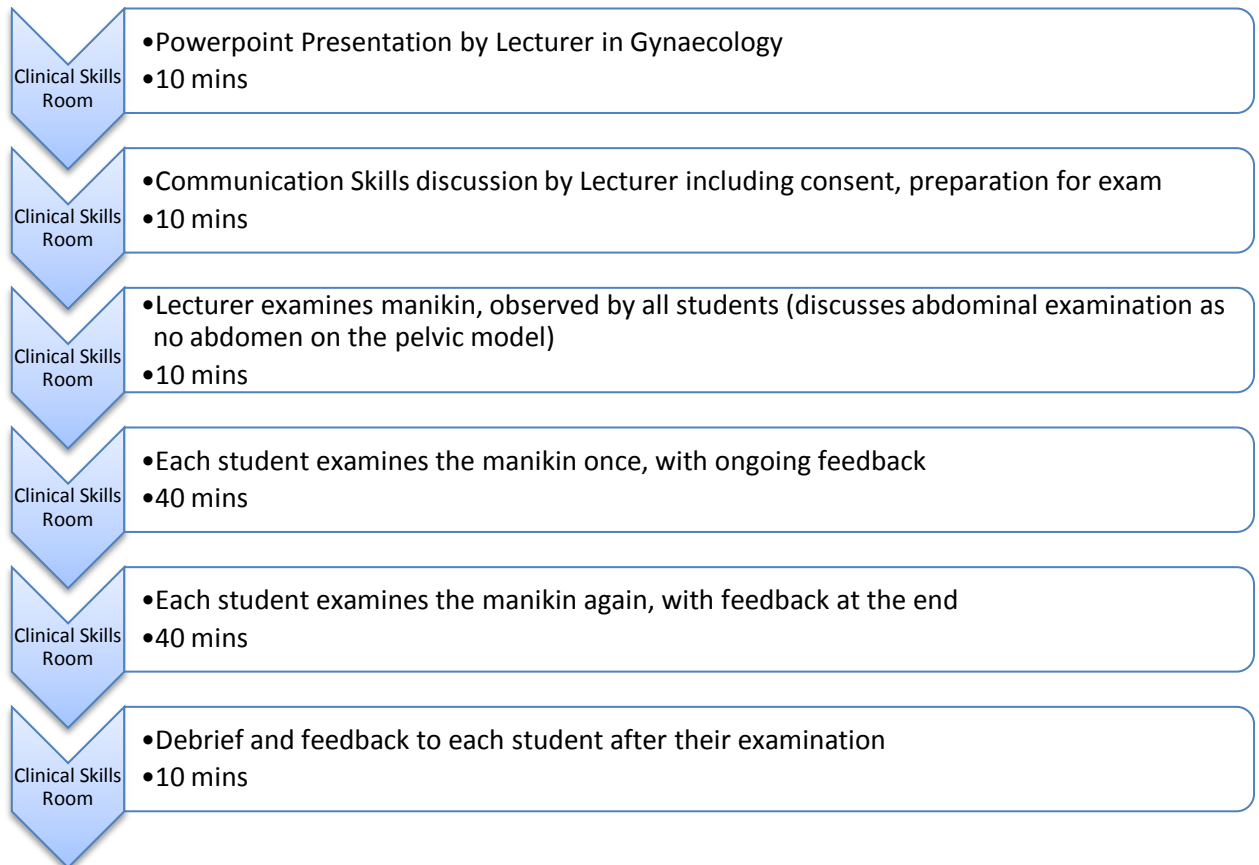 Clinical Skills
Room
•Powerpoint Presentation by Lecturer in Gynaecology
•10 mins
Clinical Skills
Room
•Communication Skills discussion by Lecturer including consent, preparation for exam
•10 mins
Clinical Skills
Room
•Lecturer examines manikin, observed by all students (discusses abdominal examination as
no abdomen on the pelvic model)
•10 mins
Clinical Skills
Room
•Each student examines the manikin once, with ongoing feedback
•40 mins
Clinical Skills
Room
•Each student examines the manikin again, with feedback at the end
•40 mins
Clinical Skills
Room
•Debrief and feedback to each student after their examination
•10 mins